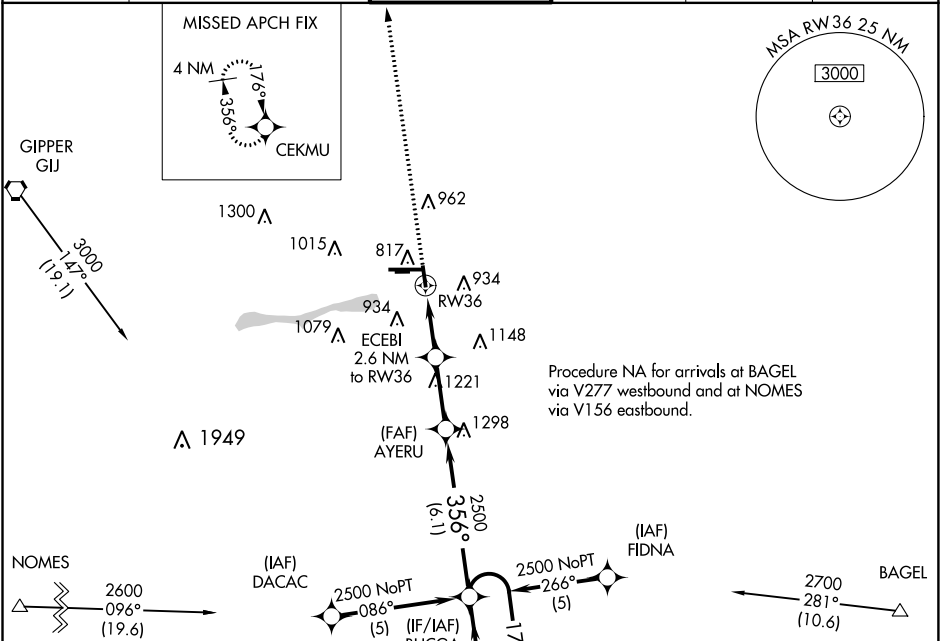 MISSED APCH FIX
4 NM
176°
356°
CEKMU
MSA RW36 25 NM
3000
GIPPER
GIJ
3000
147°
(19.1)
1300
962
1015
817
934
RW36
934
1079
1148
ECEBI
2.6 NM
to RW36
1221
Procedure NA for arrivals at BAGEL
via V277 westbound and at NOMES
via V156 eastbound.
1949
(FAF)
AYERU
1298
2500
356°
(6.1)
NOMES
2600
096°
(19.6)
(IAF)
DACAC
2500 NoPT
086°
(5)
(IF/IAF)
(IAF)
FIDNA
2500 NoPT
266°
(5)
BAGEL
2700
281°
(10.6)